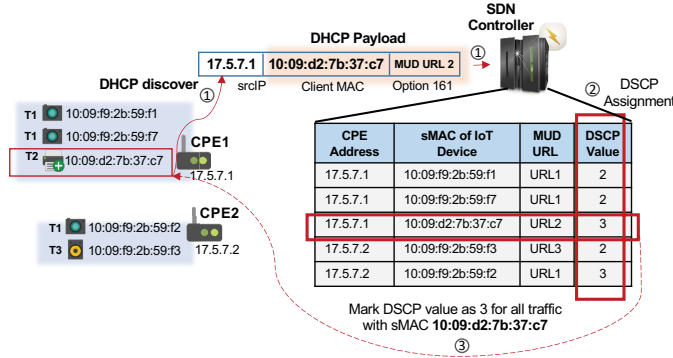 SDN
Controller
DHCP Payload
17.5.7.1 10:09:d2:7b:37:c7 MUD URL 2
①
srcIP Client MAC Option 161
DHCP discover
①
② DSCP
Assignment
T1 10:09:f9:2b:59:f1
T1 10:09:f9:2b:59:f7
T2 10:09:d2:7b:37:c7
CPE1
17.5.7.1
T1 10:09:f9:2b:59:f2
T3 10:09:f9:2b:59:f3
CPE2
17.5.7.2
CPE Address sMAC of IoT Device MUD URL DSCP Value
17.5.7.1 10:09:f9:2b:59:f1 URL1 2
17.5.7.1 10:09:f9:2b:59:f7 URL1 2
17.5.7.1 10:09:d2:7b:37:c7 URL2 3
17.5.7.2 10:09:f9:2b:59:f3 URL3 2
17.5.7.2 10:09:f9:2b:59:f2 URL1 3
Mark DSCP value as 3 for all traffic
with sMAC 10:09:d2:7b:37:c7
③